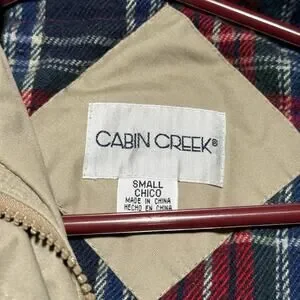 CABIN CREEK®
SMALL
CHICO
MADE IN CHINA
HECHO EN CHINA